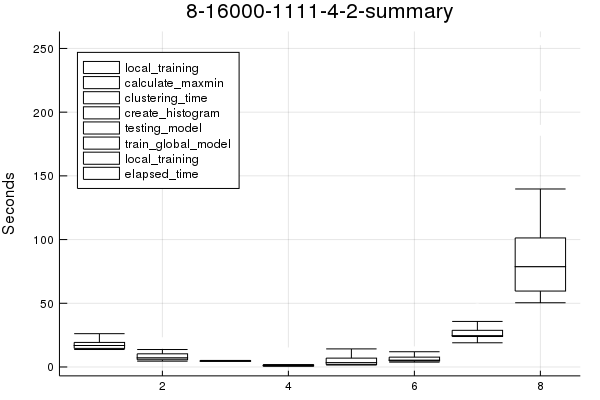 8-16000-1111-4-2-summary
250
200
150
100
50
0
Seconds
local_training
calculate_maxmin
clustering_time
create_histogram
testing_model
train_global_model
local_training
elapsed_time
2
4
6
8